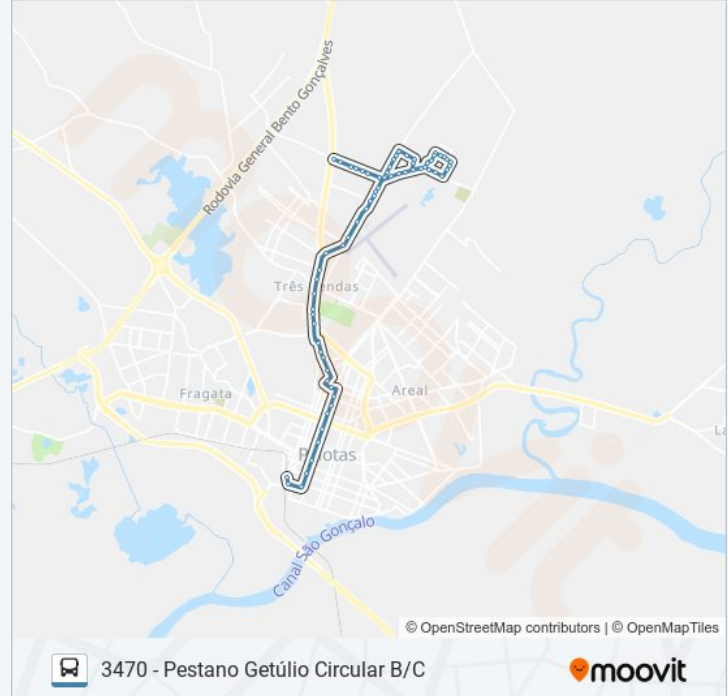 Rodovia General Bento Gonçalves
Três Vendas
Fragata
Areal
Pelotas
La
Canal São Gonçalo
© OpenStreetMap contributors | © OpenMapTiles
3470 - Pestano Getúlio Circular B/C
moovit